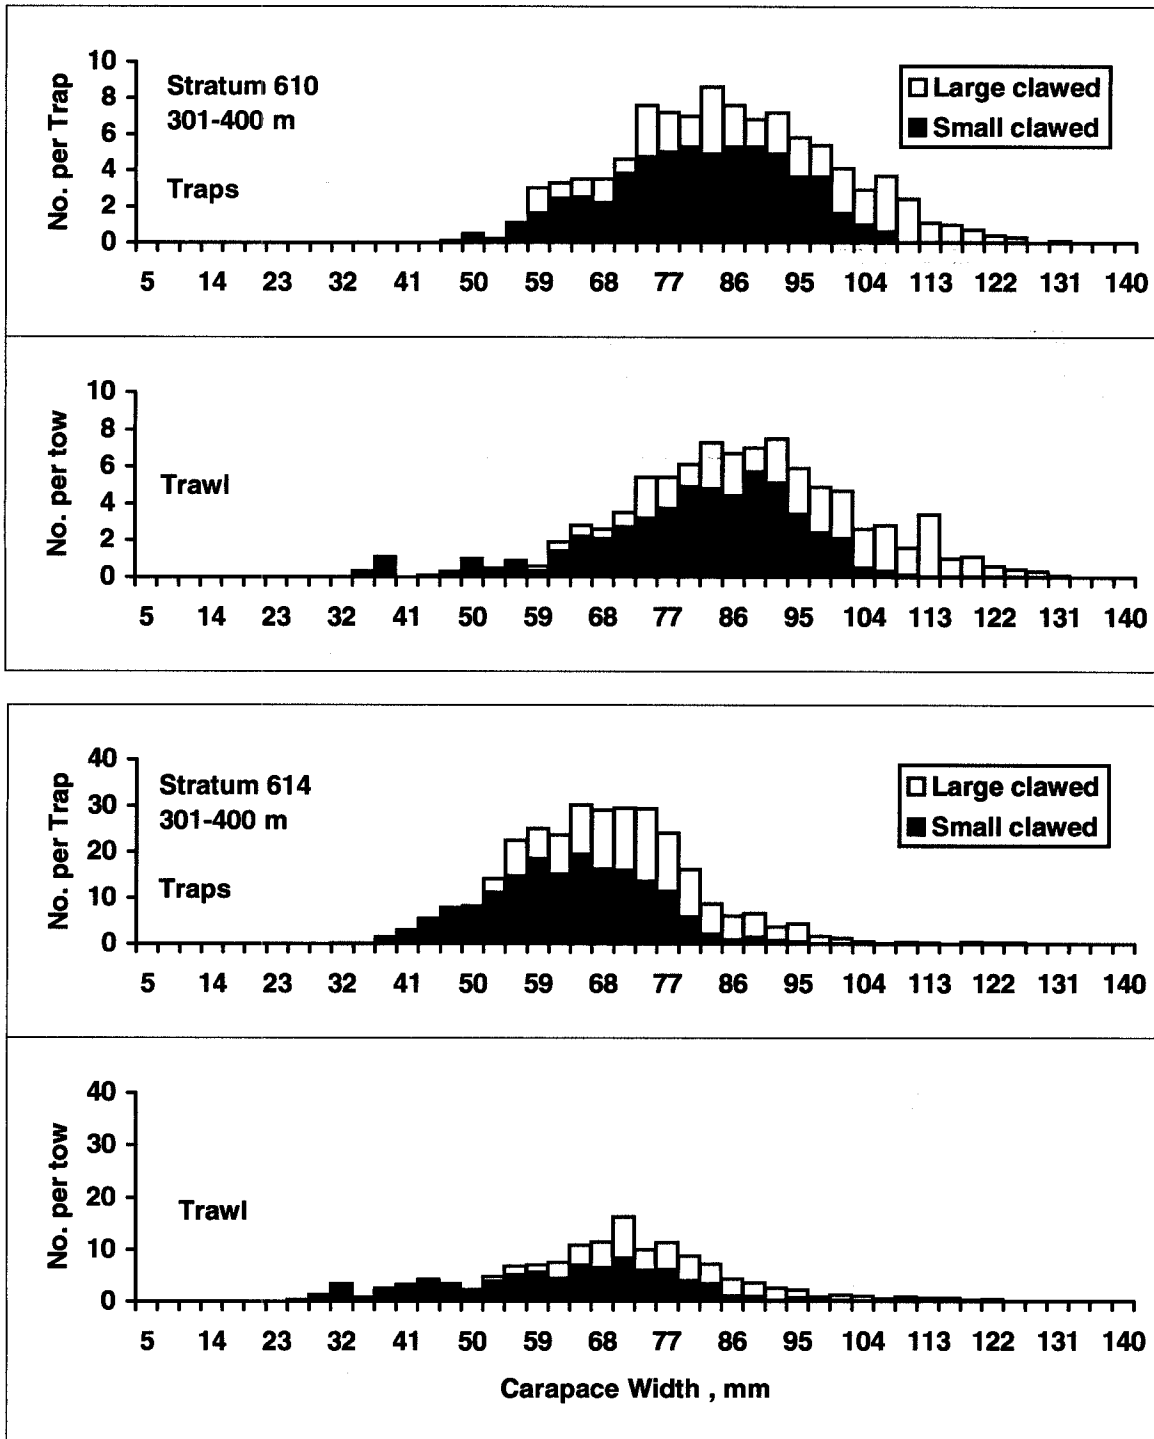 No. per Trap
10
8
6
4
2
0
Stratum 610
301-400 m
Traps
Large clawed
Small clawed
5 14 23 32 41 50 59 68 77 86 95 104 113 122 131 140
No. per tow
10
8
6
4
2
0
Trawl
5 14 23 32 41 50 59 68 77 86 95 104 113 122 131 140
No. per Trap
40
30
20
10
0
Stratum 614
301-400 m
Traps
Large clawed
Small clawed
5 14 23 32 41 50 59 68 77 86 95 104 113 122 131 140
No. per tow
40
30
20
10
0
Trawl
5 14 23 32 41 50 59 68 77 86 95 104 113 122 131 140
Carapace Width , mm